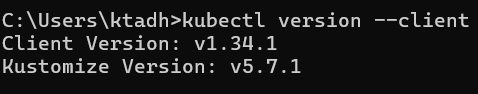 C:\Users\ktadh>kubectl version --client
Client Version: v1.34.1
Kustomize Version: v5.7.1